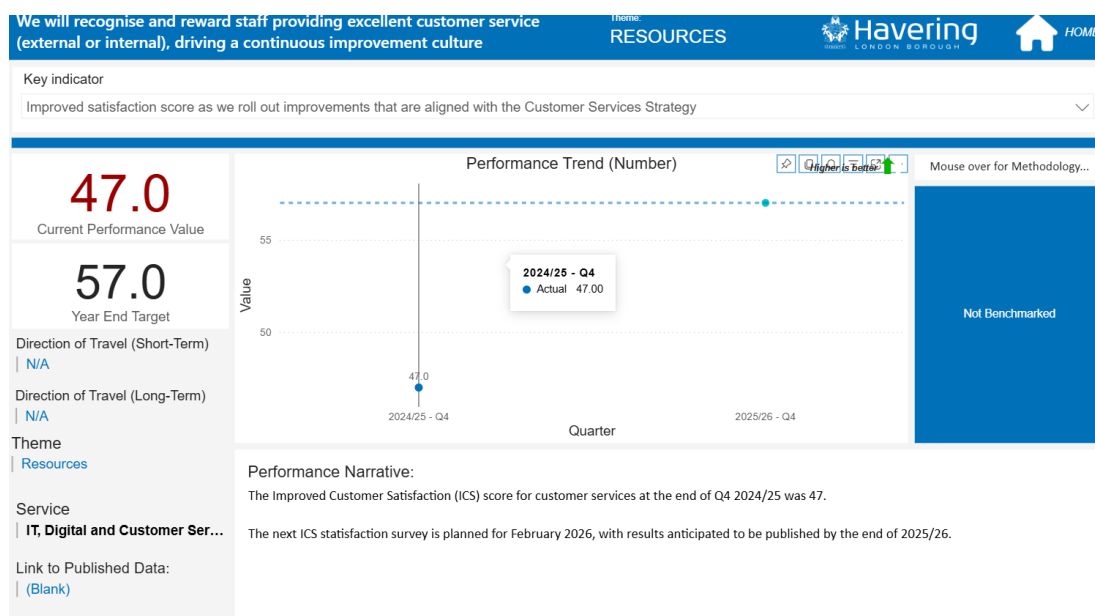 We will recognise and reward staff providing excellent customer service
(external or internal), driving a continuous improvement culture
Theme:
RESOURCES
Havering
LONDON BOROUGH
HOME
Key indicator
Improved satisfaction score as we roll out improvements that are aligned with the Customer Services Strategy
47.0
Current Performance Value
57.0
Year End Target
Direction of Travel (Short-Term)
N/A
Direction of Travel (Long-Term)
N/A
Theme
Resources
Service
IT, Digital and Customer Ser...
Link to Published Data:
(Blank)
Performance Trend (Number)
Higher is better
Value
55
50
2024/25 - Q4
Actual 47.00
47.0
2024/25 - Q4
2025/26 - Q4
Quarter
Mouse over for Methodology...
Not Benchmarked
Performance Narrative:
The Improved Customer Satisfaction (ICS) score for customer services at the end of Q4 2024/25 was 47.
The next ICS statisfaction survey is planned for February 2026, with results anticipated to be published by the end of 2025/26.